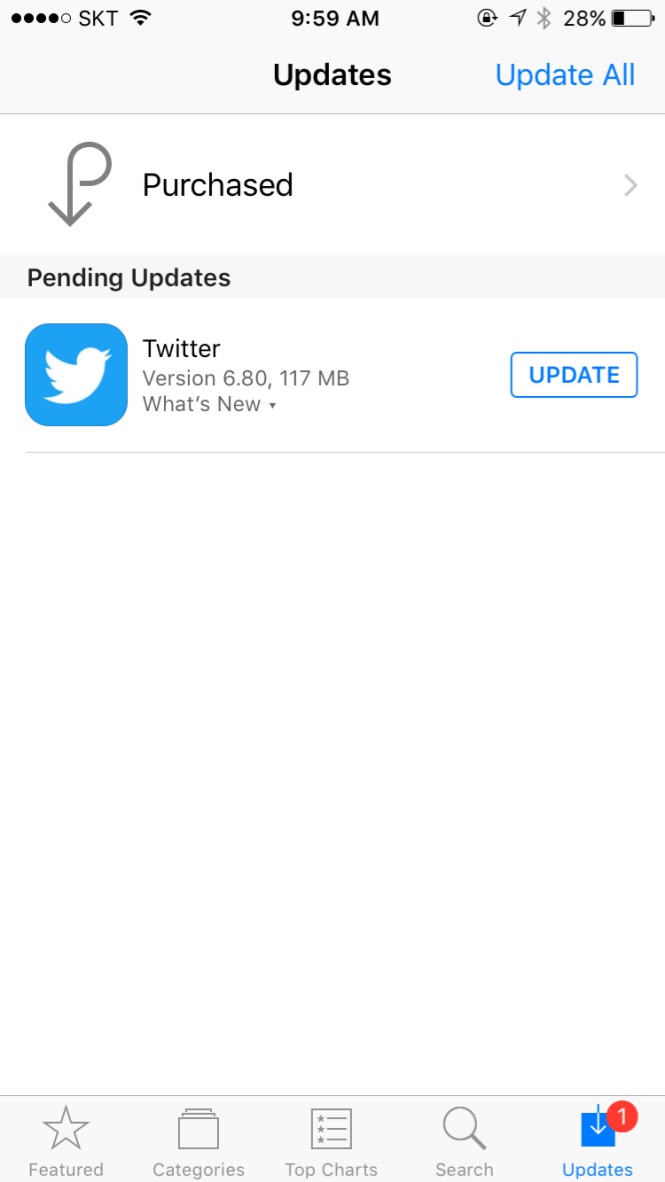 SKT 9:59 AM 28%
Updates Update All
Purchased
Pending Updates
Twitter
Version 6.80, 117 MB
What’s New ▾
UPDATE
1
Featured Categories Top Charts Search Updates